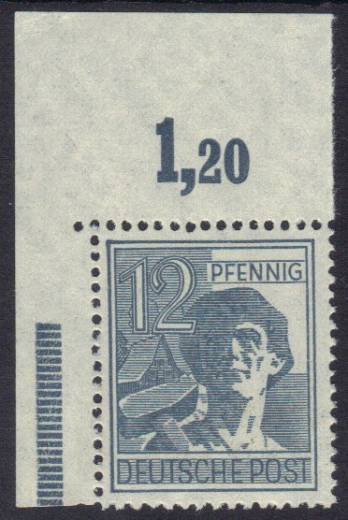 1,20
12 PFENNIG
DEUTSCHE POST